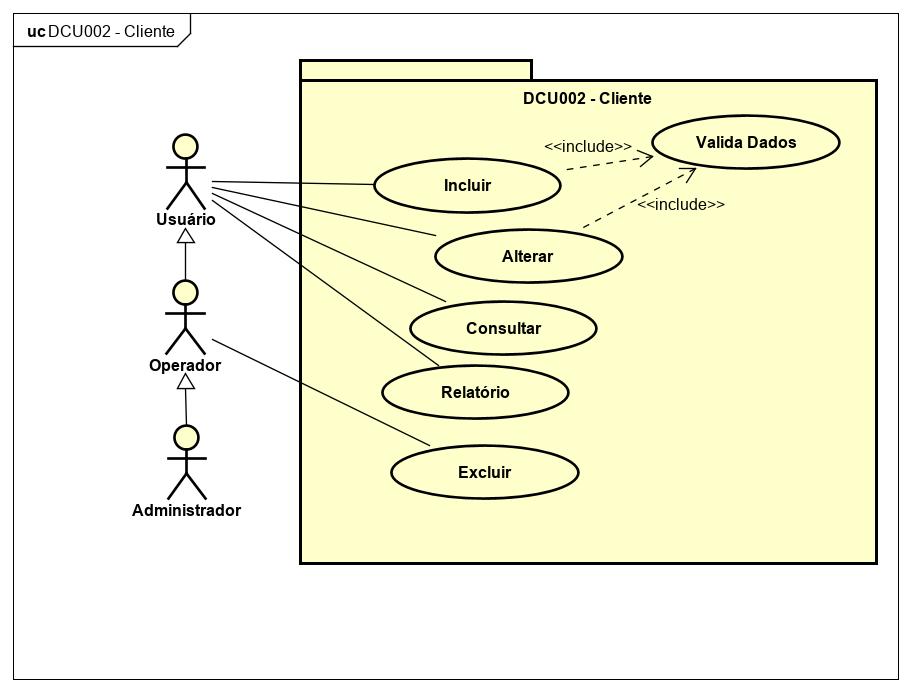 uc DCU002 - Cliente
DCU002 - Cliente
Valida Dados
<<include>>
Incluir
<<include>>
Usuário
Alterar
Consultar
Operador
Relatório
Excluir
Administrador